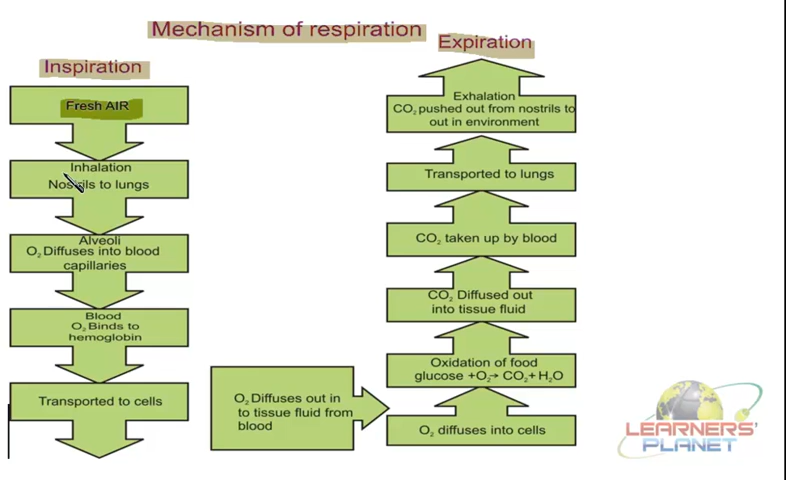 Mechanism of respiration
Inspiration
Fresh AIR
Inhalation
Nostrils to lungs
Alveoli
O₂ Diffuses into blood
capillaries
Blood
O₂ Binds to
hemoglobin
Transported to cells
O₂ Diffuses out in
to tissue fluid from
blood
Expiration
Exhalation
CO₂ pushed out from nostrils to
out in environment
Transported to lungs
CO₂ taken up by blood
CO₂ Diffused out
into tissue fluid
Oxidation of food
glucose +O₂→ CO₂+ H₂O
O₂ diffuses into cells
LEARNERS'
PLANET